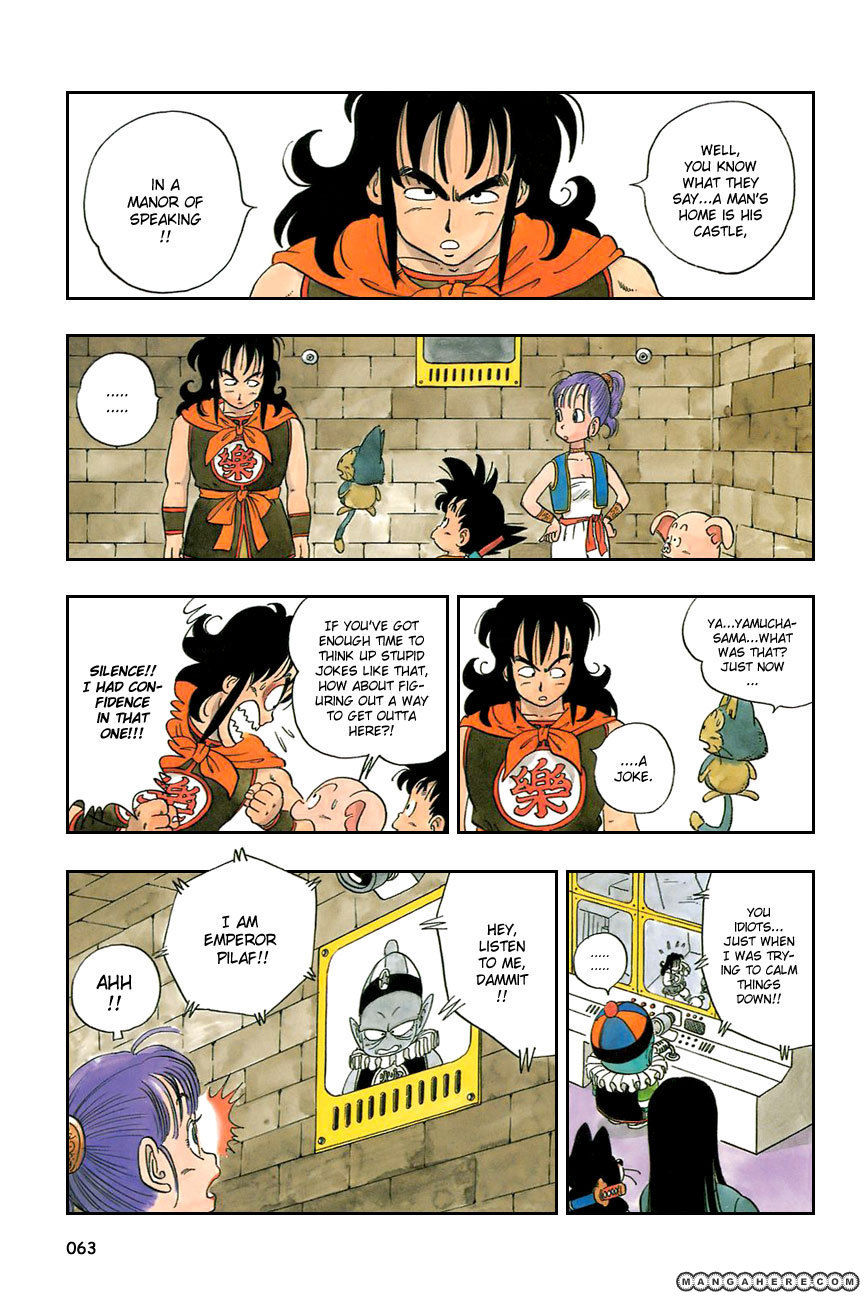 WELL,
YOU KNOW
WHAT THEY
SAY...A MAN'S
HOME IS HIS
CASTLE,
IN A
MANOR OF
SPEAKING
!!
.....
.....
樂
YA...YAMUCHA-
SAMA...WHAT
WAS THAT?
JUST NOW
...
....A
JOKE.
樂
IF YOU'VE GOT
ENOUGH TIME TO
THINK UP STUPID
JOKES LIKE THAT,
HOW ABOUT FIG-
URING OUT A WAY
TO GET OUTTA
HERE?!
SILENCE!!
I HAD CON-
FIDENCE
IN THAT
ONE!!!
樂
YOU
IDIOTS...
JUST WHEN
I WAS TRY-
ING TO CALM
THINGS
DOWN!!
.....
.....
HEY,
LISTEN
TO ME,
DAMMIT
!!
I AM
EMPEROR
PILAF!!
AHH
!!
063
MANGAHERE.COM